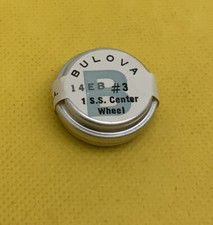 BULOVA
B
14EB #3
1 S.S. Center
Wheel